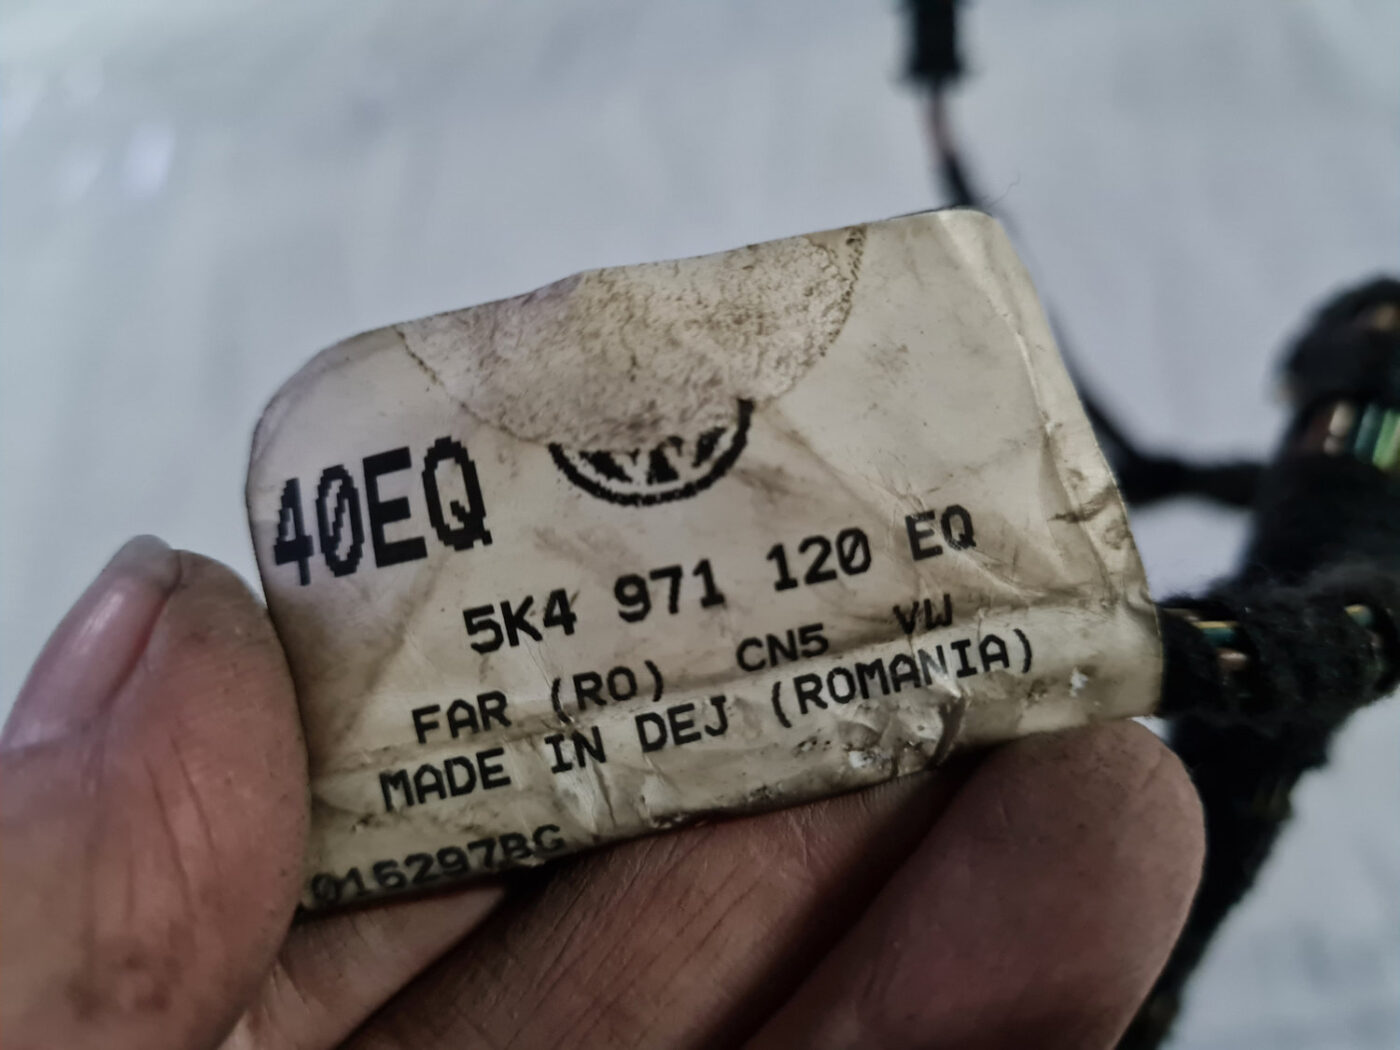 40EQ
5K4 971 120 EQ
FAR (RO) CN5 VW
MADE IN DEJ (ROMANIA)
016297BG